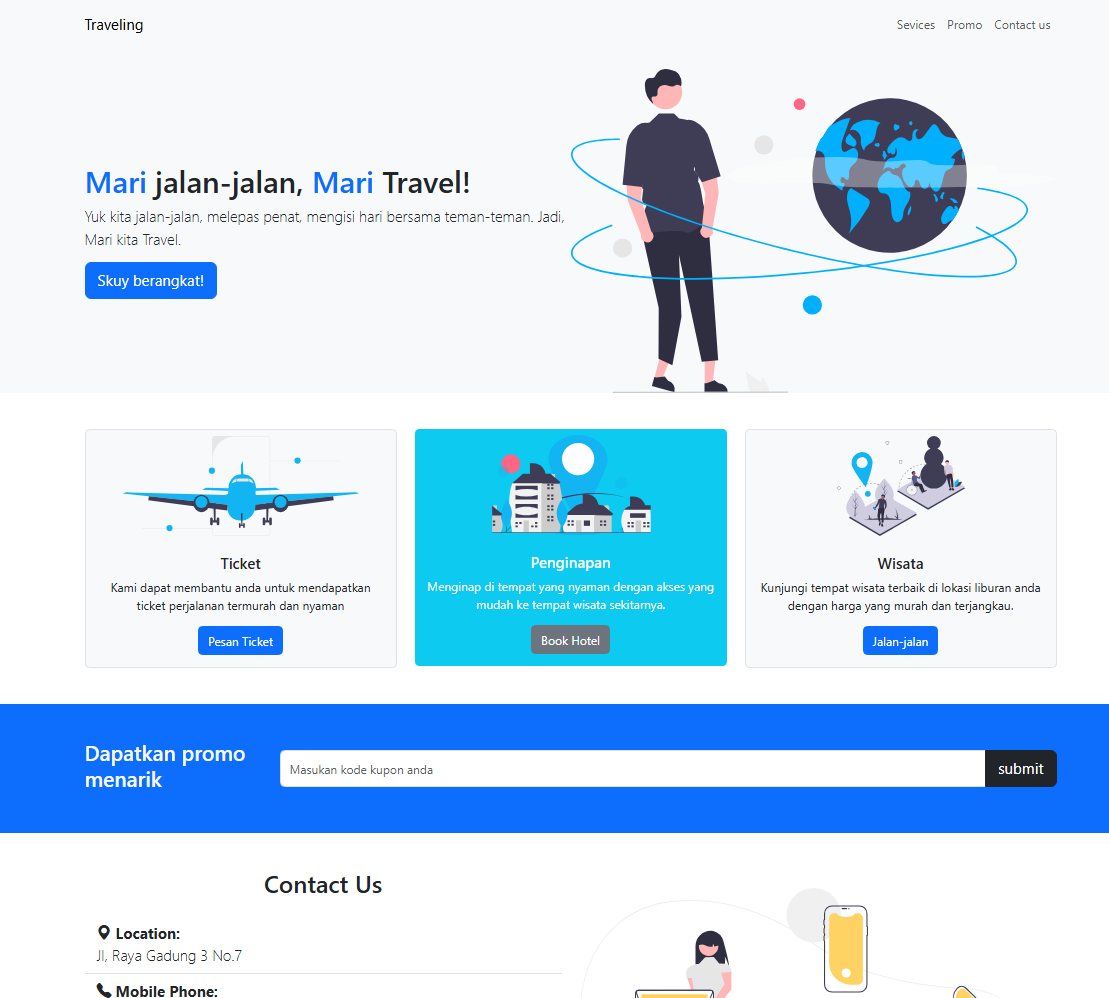 Traveling
Sevices Promo Contact us
Mari jalan-jalan, Mari Travel!
Yuk kita jalan-jalan, melepas penat, mengisi hari bersama teman-teman. Jadi,
Mari kita Travel.
Skuy berangkat!
Ticket
Kami dapat membantu anda untuk mendapatkan
ticket perjalanan termurah dan nyaman
Pesan Ticket
Penginapan
Menginap di tempat yang nyaman dengan akses yang
mudah ke tempat wisata sekitarnya.
Book Hotel
Wisata
Kunjungi tempat wisata terbaik di lokasi liburan anda
dengan harga yang murah dan terjangkau.
Jalan-jalan
Dapatkan promo
menarik
Masukan kode kupon anda
submit
Contact Us
Location:
Jl, Raya Gadung 3 No.7
Mobile Phone: